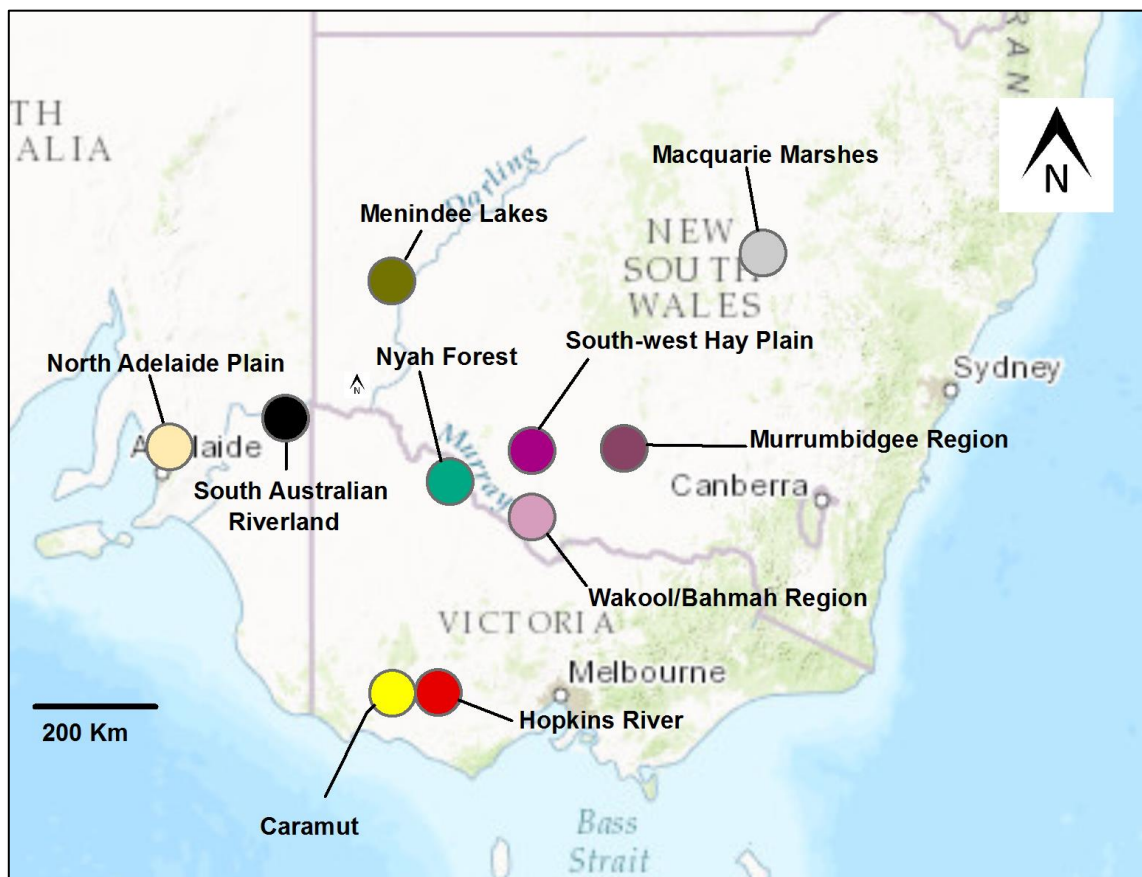 RAN
TH
ALIA
N
Macquarie Marshes
Darling
Menindee Lakes
NEW
SOUTH
WALES
South-west Hay Plain
Nyah Forest
North Adelaide Plain
N
Sydney
Murray
Murrumbidgee Region
A laide
South Australian
Riverland
Canberra
Wakool/Bahmah Region
VICTORIA
Melbourne
200 Km
Hopkins River
Caramut
Bass
Strait